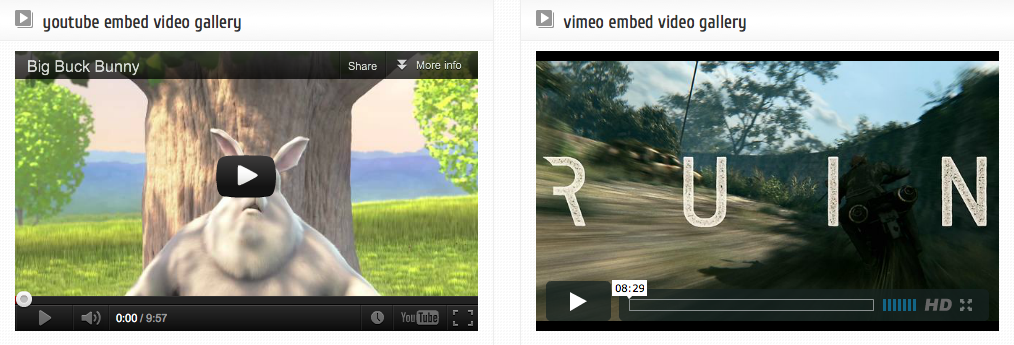 youtube embed video gallery
Big Buck Bunny
Share
More info
0:00 / 9:57
YouTube
vimeo embed video gallery
RUIN
08:29
HD